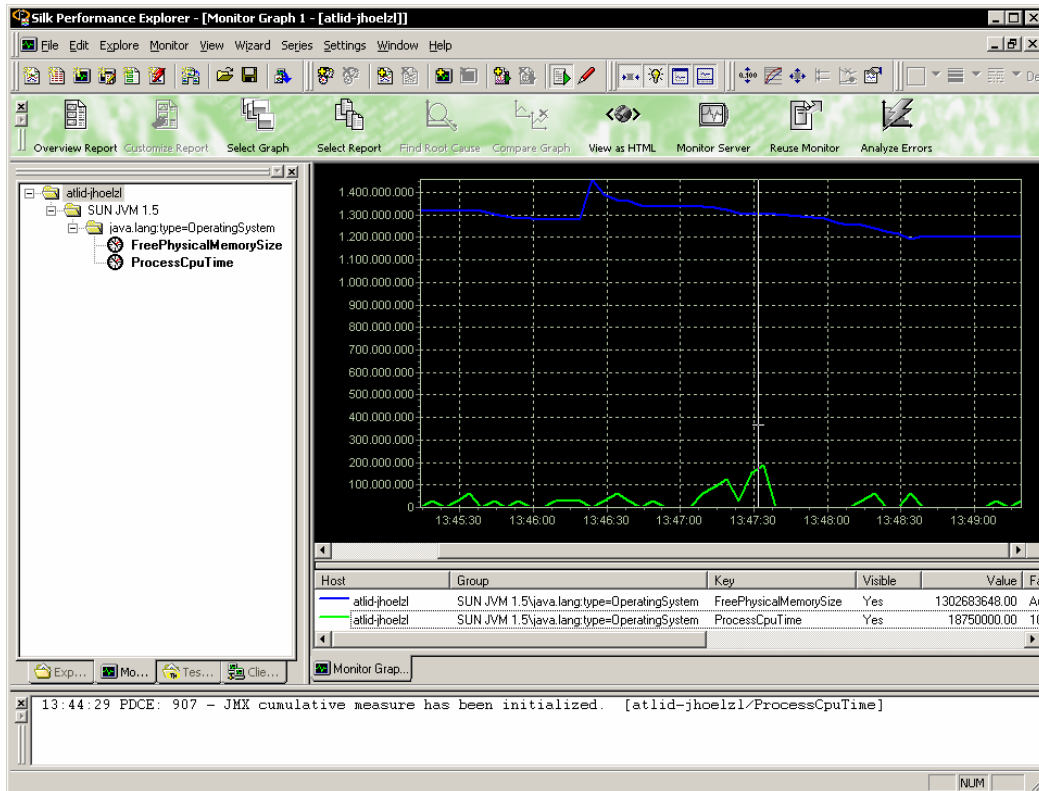 Silk Performance Explorer - [Monitor Graph 1 - [atlid-jhoelzl]]
File Edit Explore Monitor View Wizard Series Settings Window Help
Overview Report Customize Report Select Graph Select Report Find Root Cause Compare Graph View as HTML Monitor Server Reuse Monitor Analyze Errors
atlid-jhoelzl
SUN JVM 1.5
java.lang:type=OperatingSystem
FreePhysicalMemorySize
ProcessCpuTime
1.400.000.000
1.300.000.000
1.200.000.000
1.100.000.000
1.000.000.000
900.000.000
800.000.000
700.000.000
600.000.000
500.000.000
400.000.000
300.000.000
200.000.000
100.000.000
0
13:45:30 13:46:00 13:46:30 13:47:00 13:47:30 13:48:00 13:48:30 13:49:00
Host Group Key Visible Value
atlid-jhoelzl SUN JVM 1.5\java.lang:type=OperatingSystem FreePhysicalMemorySize Yes 1302683648.00
atlid-jhoelzl SUN JVM 1.5\java.lang:type=OperatingSystem ProcessCpuTime Yes 18750000.00
Exp... Mo... Tes... Clie...
Monitor Grap...
13:44:29 PDCE: 907 - JMX cumulative measure has been initialized. [atlid-jhoelzl/ProcessCpuTime]
NUM